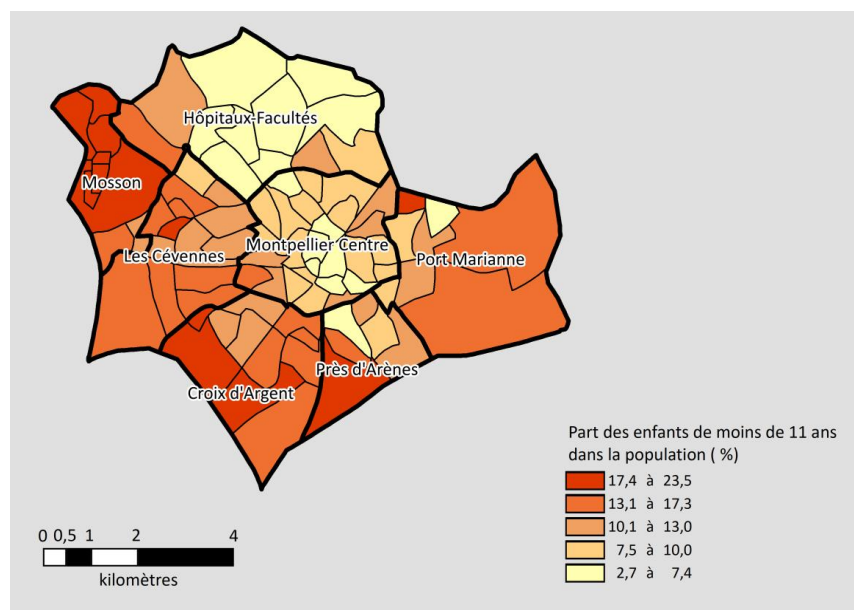 Hôpitaux-Facultés
Mosson
Les Cévennes
Montpellier Centre
Port Marianne
Près d'Arènes
Croix d'Argent
Part des enfants de moins de 11 ans
dans la population ( %)
17,4 à 23,5
13,1 à 17,3
10,1 à 13,0
7,5 à 10,0
2,7 à 7,4
0 0,5 1 2 4
kilomètres